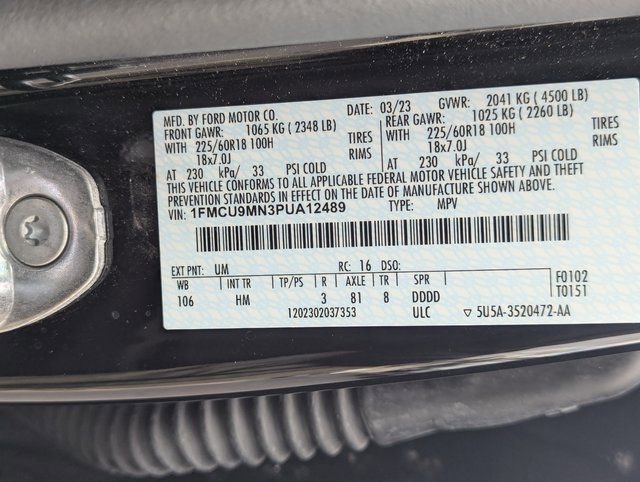 MFD. BY FORD MOTOR CO. DATE: 03/23 GVWR: 2041 KG ( 4500 LB)
FRONT GAWR: 1065 KG ( 2348 LB) REAR GAWR: 1025 KG ( 2260 LB)
WITH 225/60R18 100H TIRES WITH 225/60R18 100H TIRES
18x7.0J RIMS 18x7.0J RIMS
AT 230 kPa/ 33 PSI COLD AT 230 kPa/ 33 PSI COLD
THIS VEHICLE CONFORMS TO ALL APPLICABLE FEDERAL MOTOR VEHICLE SAFETY AND THEFT
PREVENTION STANDARDS IN EFFECT ON THE DATE OF MANUFACTURE SHOWN ABOVE.
VIN: 1FMCU9MN3PUA12489 TYPE: MPV
EXT PNT: UM RC: 16 DSO:
WB INT TR TP/PS R AXLE TR SPR F0102
106 HM 3 81 8 DDDD T0151
1202302037353 ULC ▽ 5U5A-3520472-AA